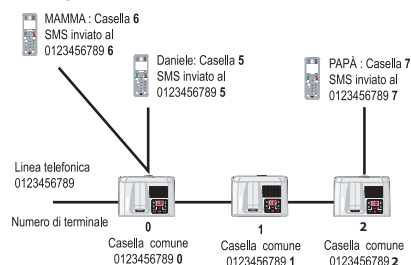 MAMMA : Casella 6
SMS inviato al
0123456789 6
Daniele: Casella 5
SMS inviato al
0123456789 5
PAPÀ : Casella 7
SMS inviato al
0123456789 7
Linea telefonica
0123456789
Numero di terminale
0
1
2
Casella comune
0123456789 0
Casella comune
0123456789 1
Casella comune
0123456789 2